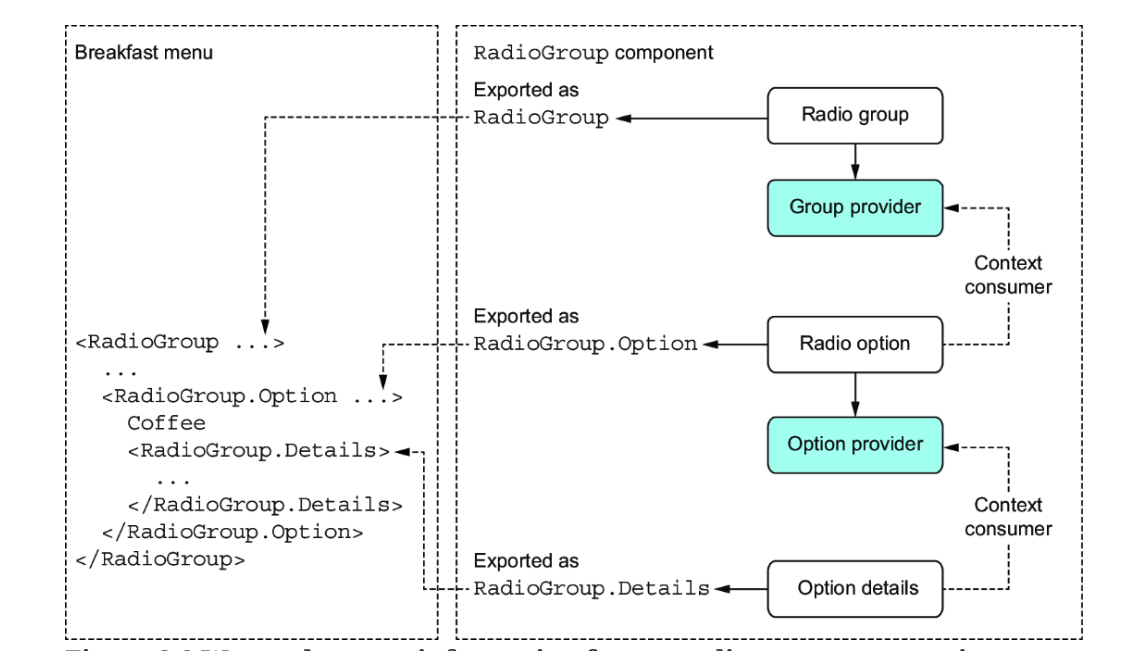 Breakfast menu
<RadioGroup ...>
...
<RadioGroup.Option ...>
Coffee
<RadioGroup.Details>
...
</RadioGroup.Details>
</RadioGroup.Option>
</RadioGroup>
RadioGroup component
Exported as
RadioGroup
Radio group
Group provider
Context
consumer
Exported as
RadioGroup.Option
Radio option
Option provider
Context
consumer
Exported as
RadioGroup.Details
Option details